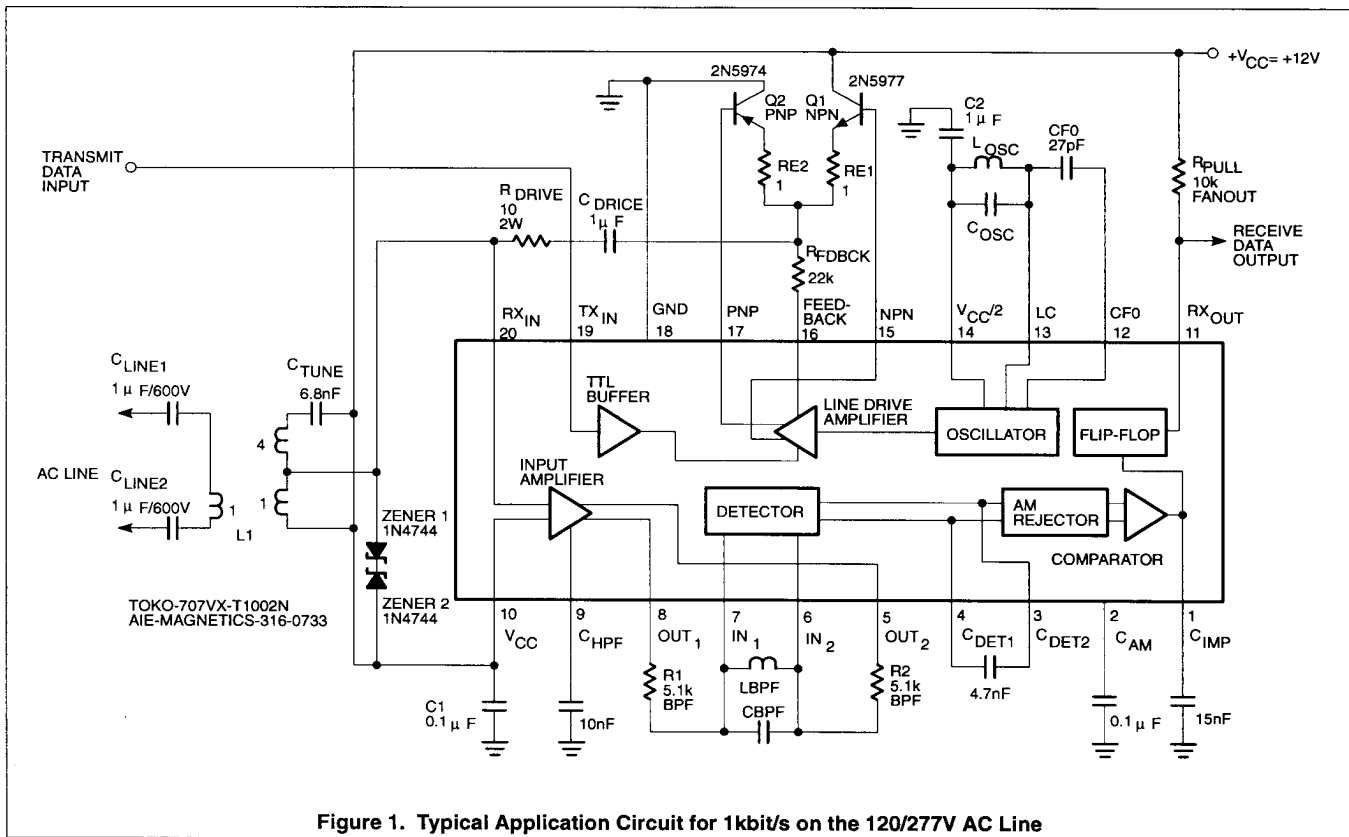 +VCC= +12V
2N5974
2N5977
Q2
PNP
Q1
NPN
C2
1µ F
LOSC
CF0
27pF
TRANSMIT
DATA
INPUT
RE2
1
RE1
1
COSC
RPULL
10k
FANOUT
RDRIVE
10
2W
CDRICE
1µ F
RECEIVE
DATA
OUTPUT
RFDBCK
22k
RXIN
20
TXIN
19
GND
18
PNP
17
FEED-
BACK
16
NPN
15
VCC/2
14
LC
13
CF0
12
RXOUT
11
CLINE1
1 µ F/600V
CTUNE
6.8nF
TTL
BUFFER
LINE DRIVE
AMPLIFIER
OSCILLATOR
FLIP-FLOP
4
AC LINE
CLINE2
1 µ F/600V
1
L1
1
INPUT
AMPLIFIER
DETECTOR
AM
REJECTOR
COMPARATOR
ZENER 1
1N4744
ZENER 2
1N4744
TOKO-707VX-T1002N
AIE-MAGNETICS-316-0733
10
VCC
9
CHPF
8
OUT1
7
IN1
6
IN2
5
OUT2
4
CDET1
3
CDET2
2
CAM
1
CIMP
C1
0.1µ F
10nF
R1
5.1k
BPF
LBPF
CBPF
R2
5.1k
BPF
4.7nF
0.1 µ F
15nF
Figure 1. Typical Application Circuit for 1kbit/s on the 120/277V AC Line